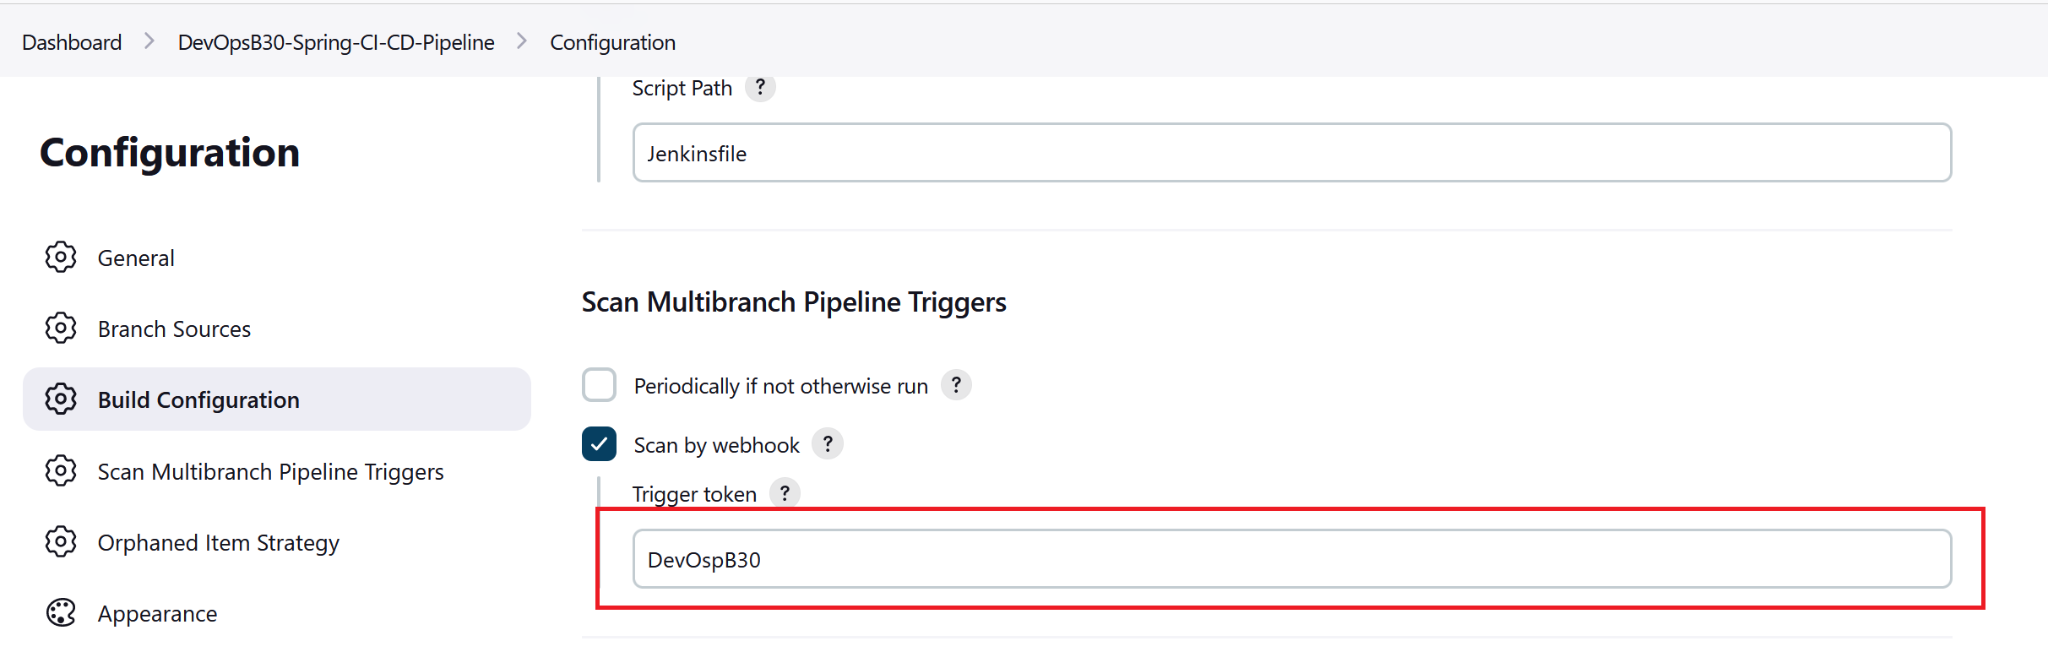 Dashboard > DevOpsB30-Spring-CI-CD-Pipeline > Configuration
Configuration
General
Branch Sources
Build Configuration
Scan Multibranch Pipeline Triggers
Orphaned Item Strategy
Appearance
Script Path ?
Jenkinsfile
Scan Multibranch Pipeline Triggers
Periodically if not otherwise run ?
Scan by webhook ?
Trigger token ?
DevOspB30